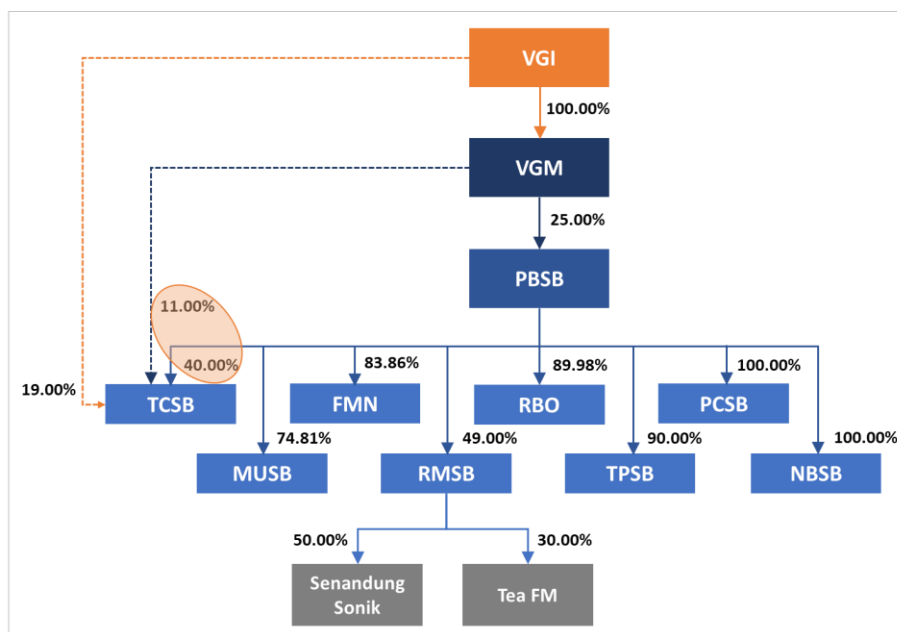 VGI
100.00%
VGM
25.00%
PBSB
11.00%
40.00%
83.86%
89.98%
100.00%
19.00%
TCSB
FMN
RBO
PCSB
74.81%
49.00%
90.00%
100.00%
MUSB
RMSB
TPSB
NBSB
50.00%
30.00%
Senandung
Sonik
Tea FM